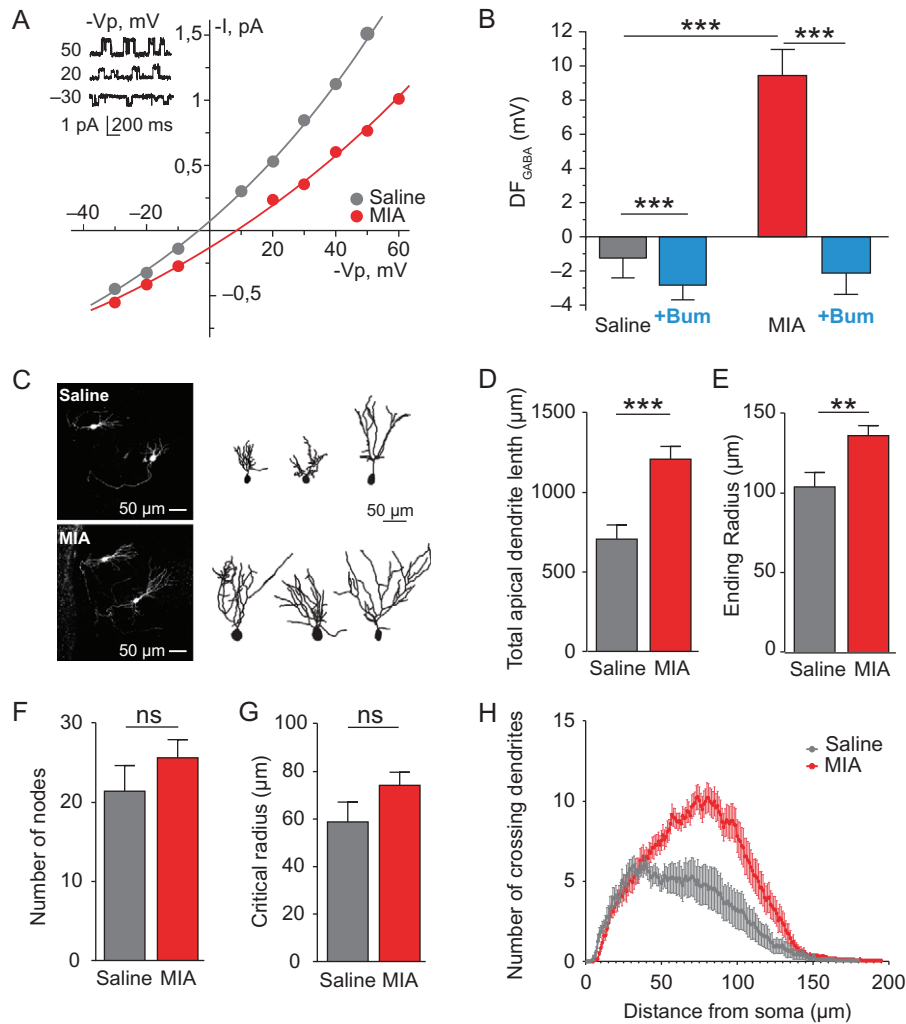 A
-Vp, mV
50
20
–30
1 pA
200 ms
-I, pA
1,5
1
0,5
–0,5
–40
–20
20
40
60
-Vp, mV
Saline
MIA
B
DF GABA (mV)
12
10
8
6
4
2
0
−2
−4
***
***
***
Saline
+Bum
MIA
+Bum
C
Saline
50 µm
50 µm
MIA
50 µm
D
Total apical dendrite lenth (µm)
1500
1000
500
0
***
Saline MIA
E
Ending Radius (µm)
150
100
50
0
**
Saline MIA
F
Number of nodes
30
20
10
0
ns
Saline MIA
G
Critical radius (µm)
100
80
60
40
20
0
ns
Saline MIA
H
Number of crossing dendrites
15
10
5
0
Saline
MIA
0 50 100 150 200
Distance from soma (µm)